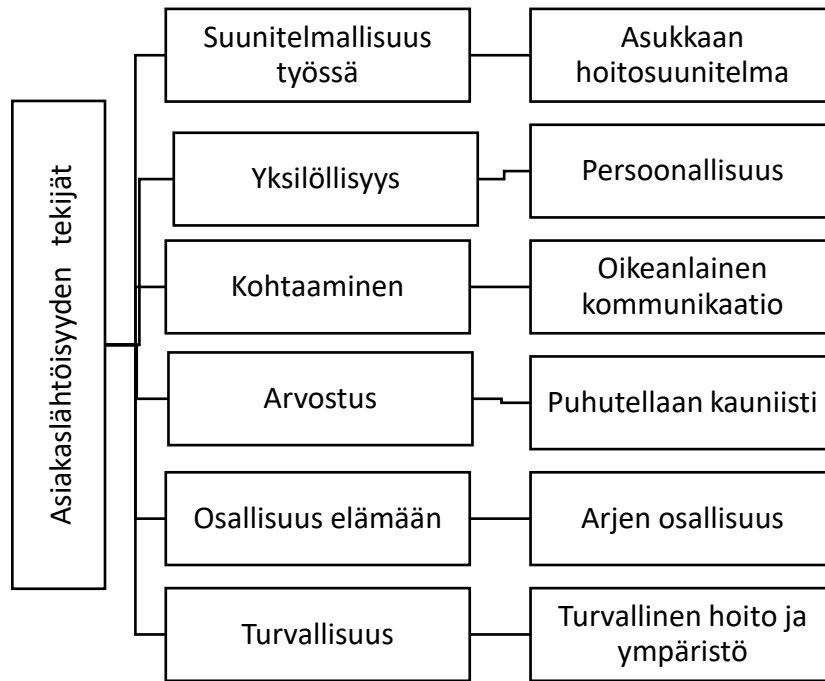 Asiakaslähtöisyyden tekijät
Suunitelmallisuus
työssä
Asukkaan
hoitosuunitelma
Yksilöllisyys
Persoonallisuus
Kohtaaminen
Oikeanlainen
kommunikaatio
Arvostus
Puhutellaan kauniisti
Osallisuus elämään
Arjen osallisuus
Turvallisuus
Turvallinen hoito ja
ympäristö